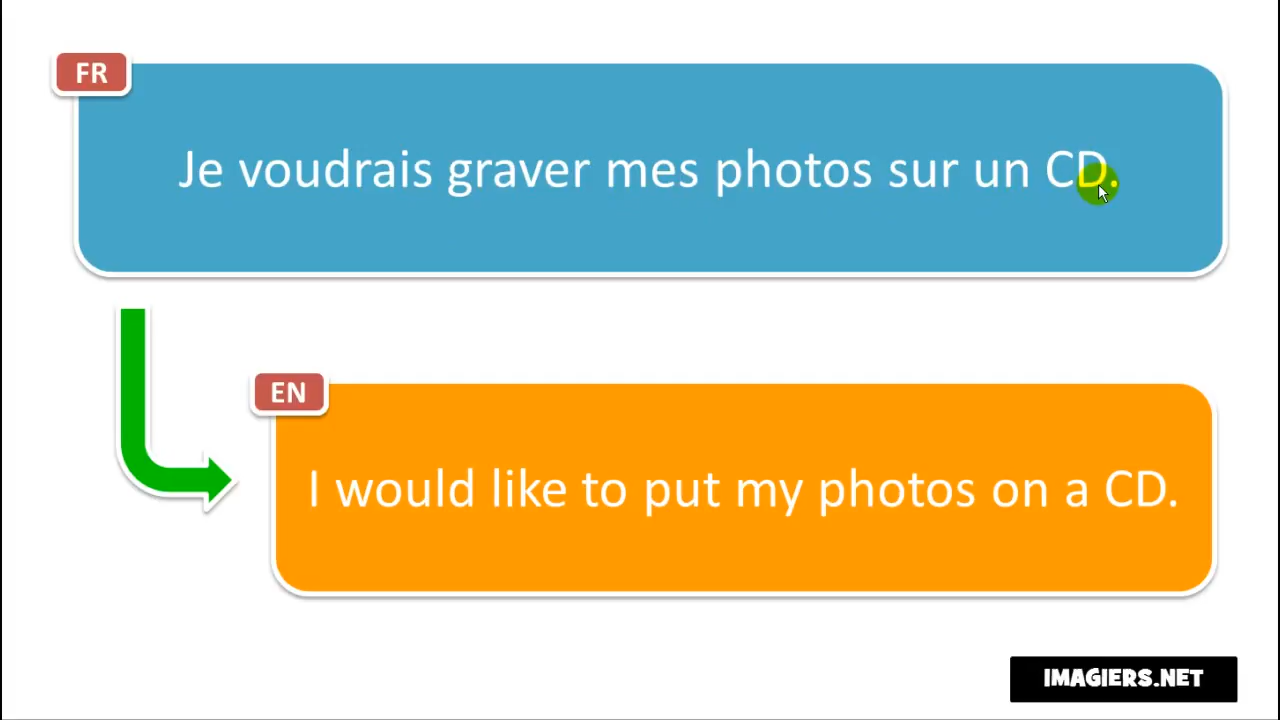 FR
Je voudrais graver mes photos sur un CD.
EN
I would like to put my photos on a CD.
IMAGIERS.NET